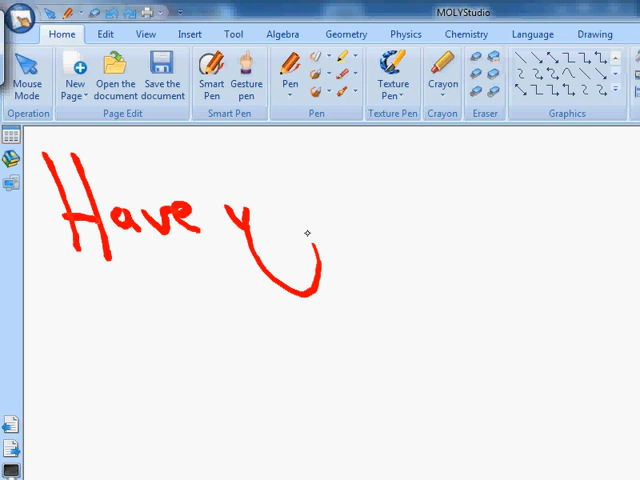 MOLYStudio
Home Edit View Insert Tool Algebra Geometry Physics Chemistry Language Drawing
Mouse Mode New Page Open the document Save the document Smart Pen Gesture pen Pen Texture Pen Crayon
Operation Page Edit Smart Pen Pen Texture Pen Crayon Eraser Graphics
Have y